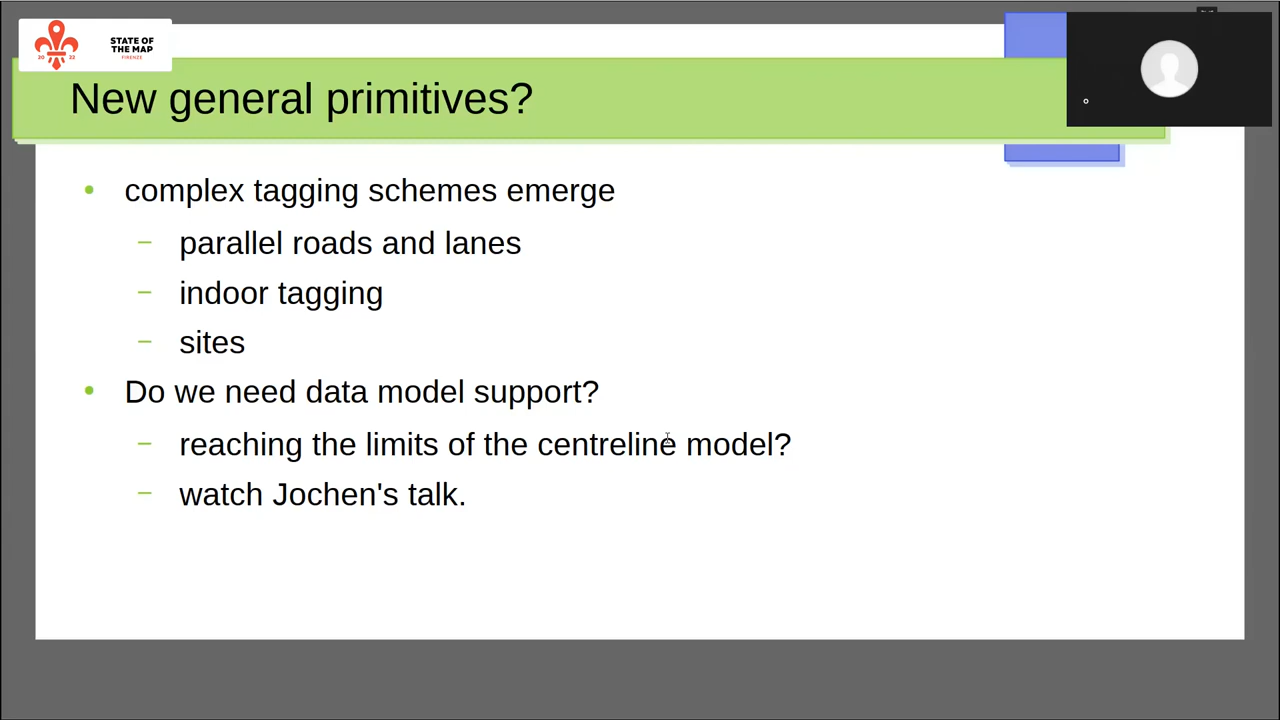 STATE OF
THE MAP
FIRENZE
2022
New general primitives?
complex tagging schemes emerge
parallel roads and lanes
indoor tagging
sites
Do we need data model support?
reaching the limits of the centreline model?
watch Jochen's talk.